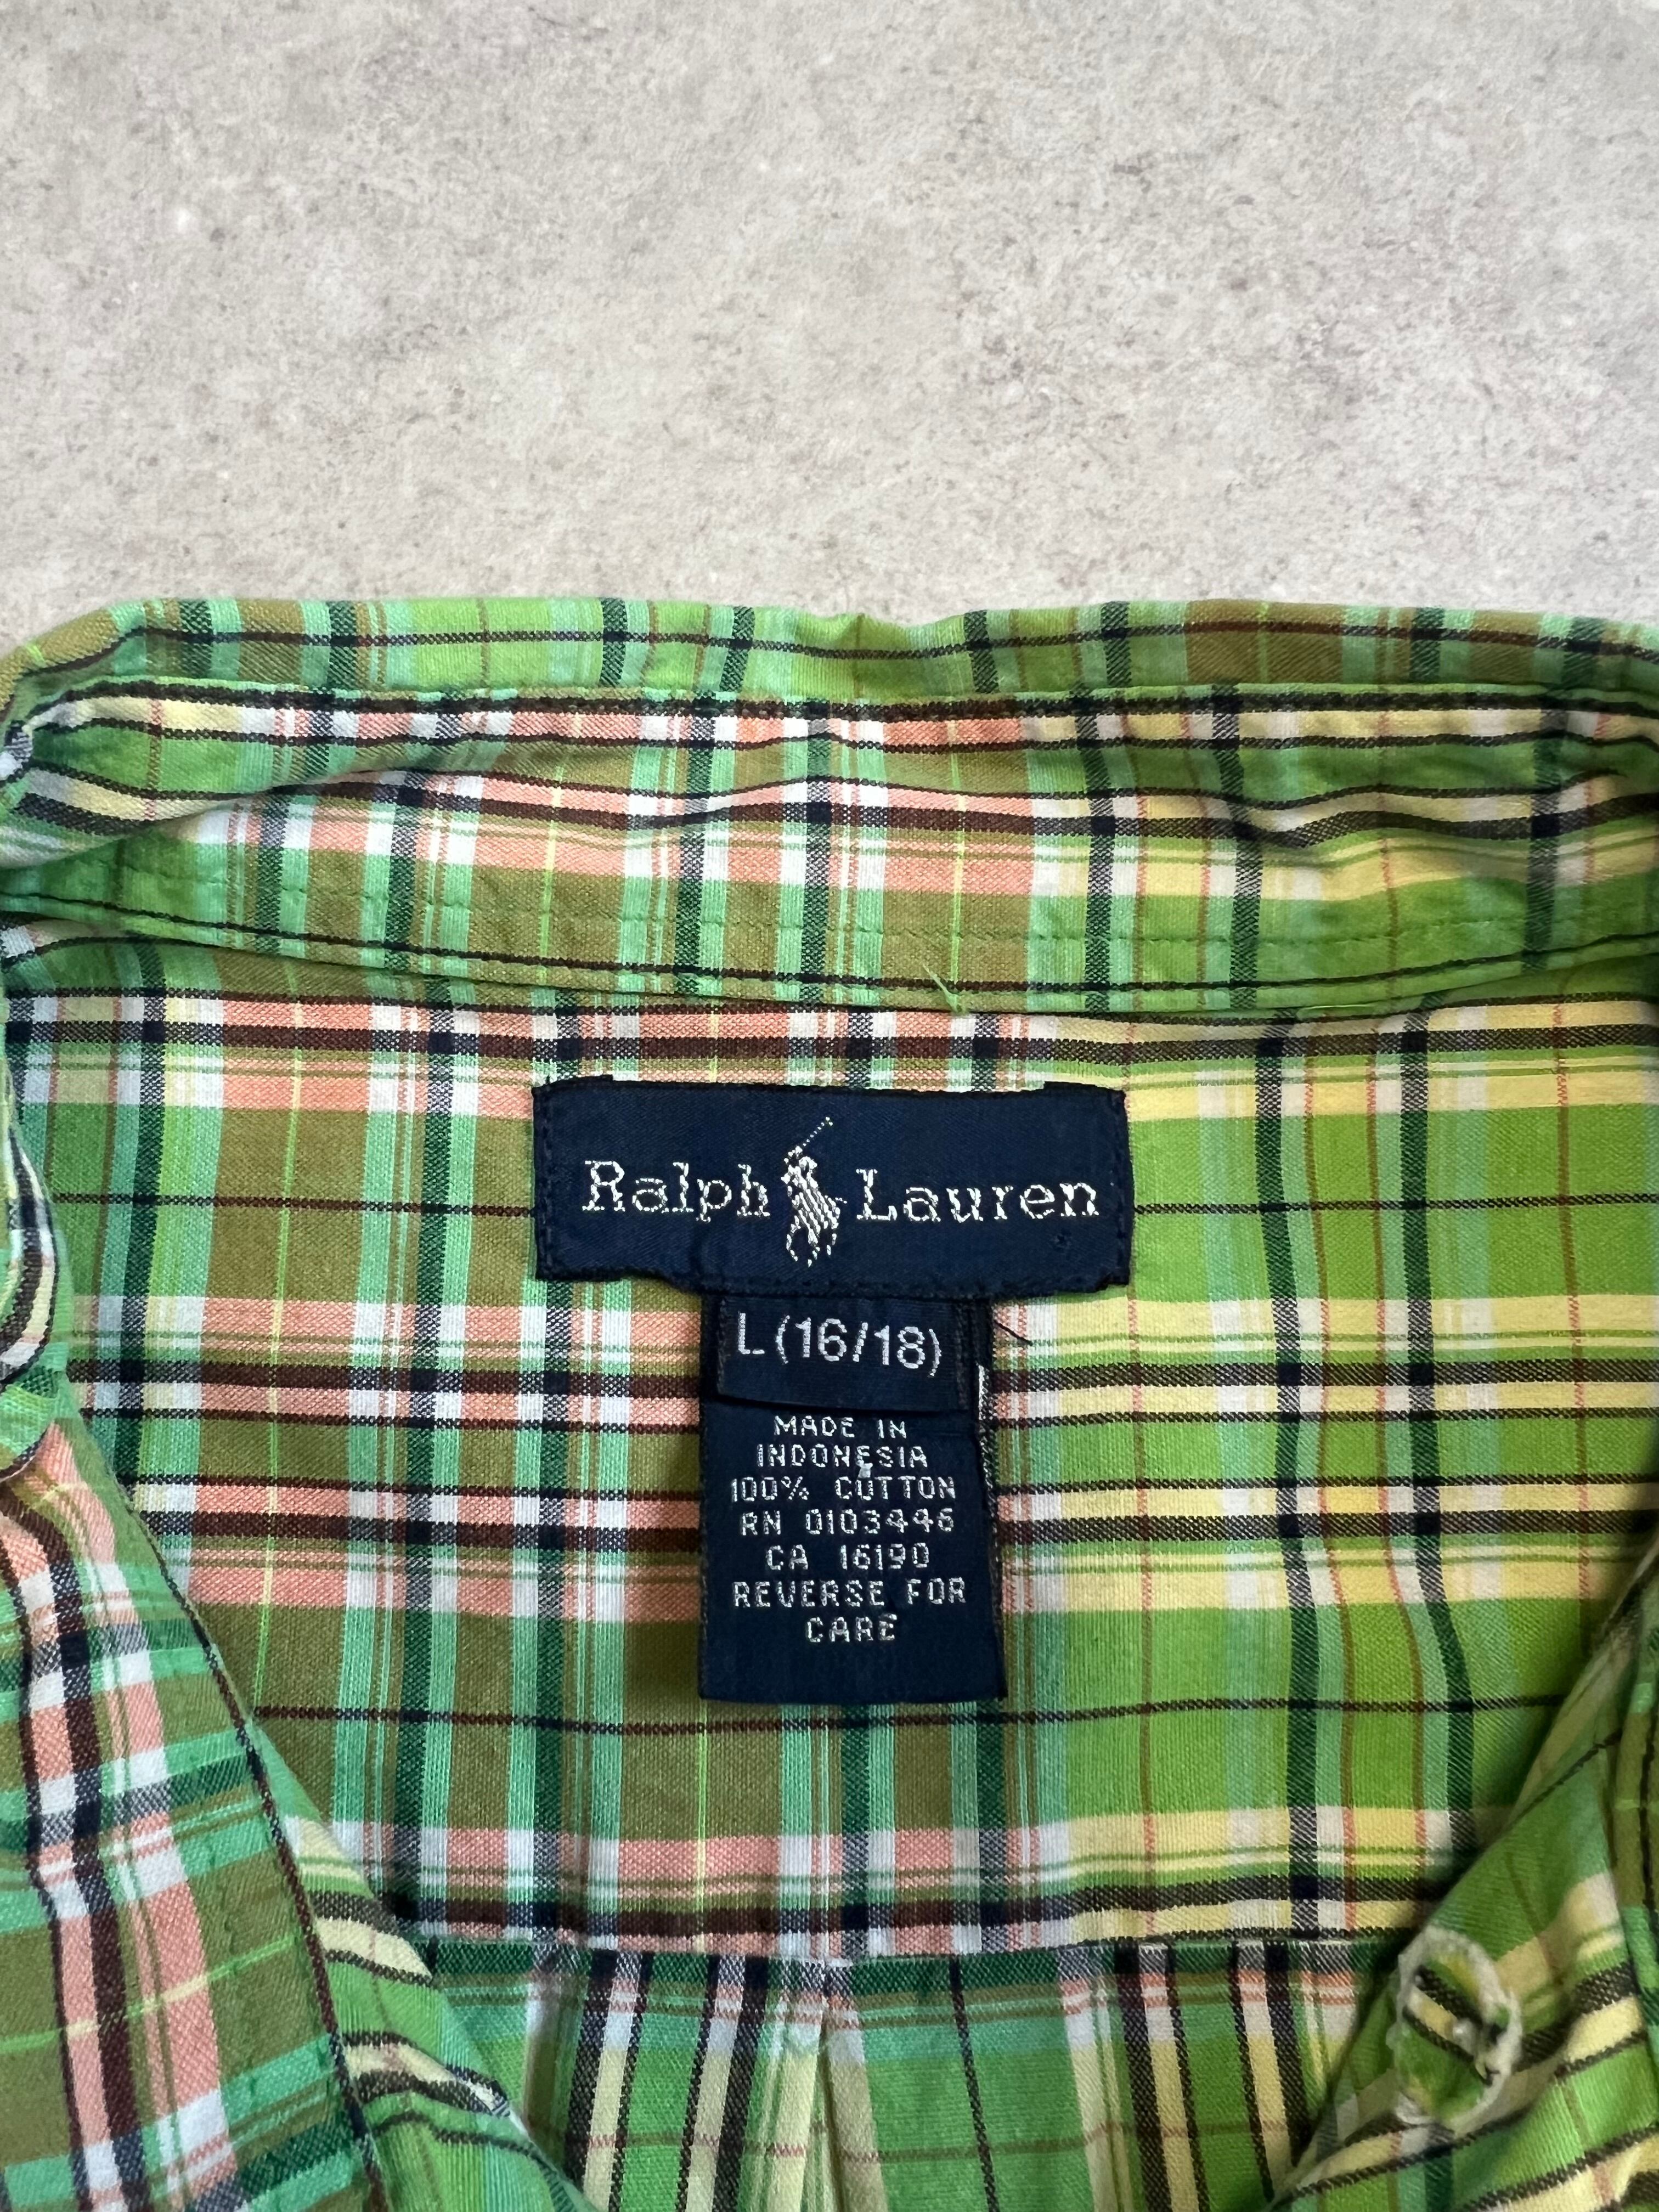 Ralph Lauren
L (16/18)
MADE IN
INDONESIA
100% COTTON
RN 0103446
CA 16190
REVERSE FOR
CARE